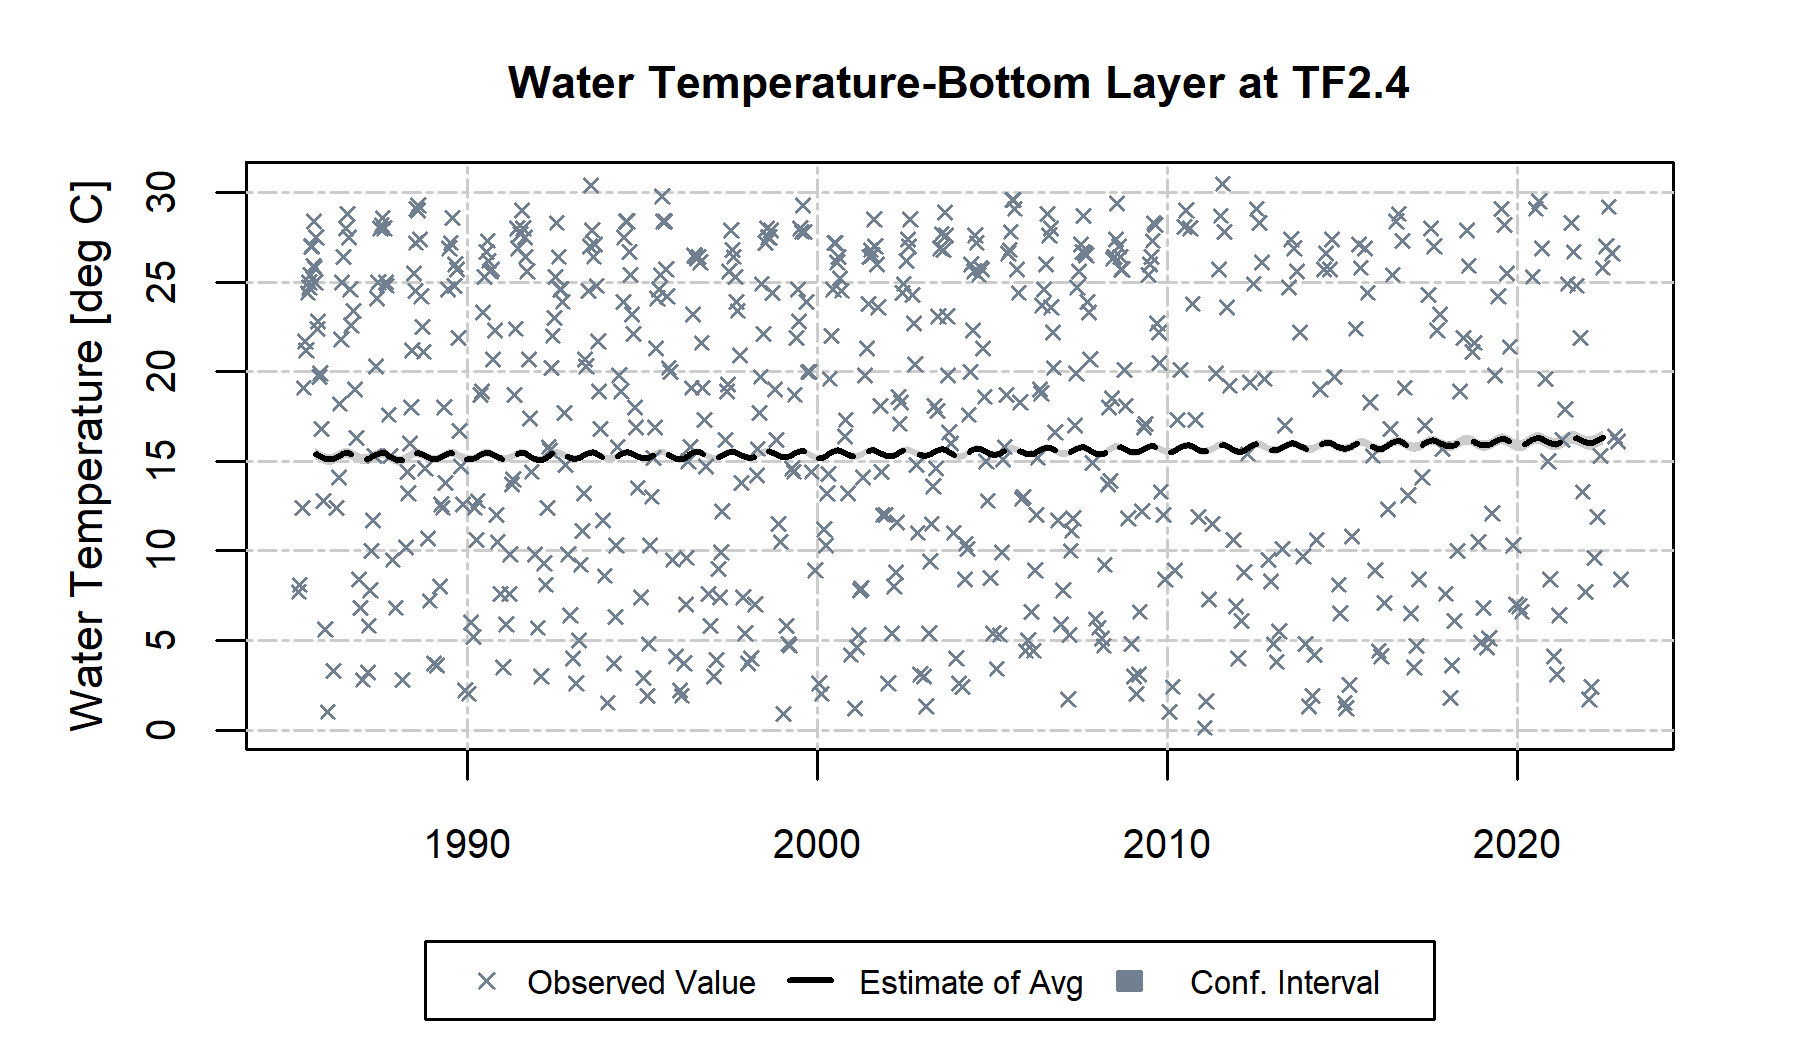 Water Temperature-Bottom Layer at TF2.4
Water Temperature [deg C]
30
25
20
15
10
5
0
1990 2000 2010 2020
Observed Value Estimate of Avg Conf. Interval